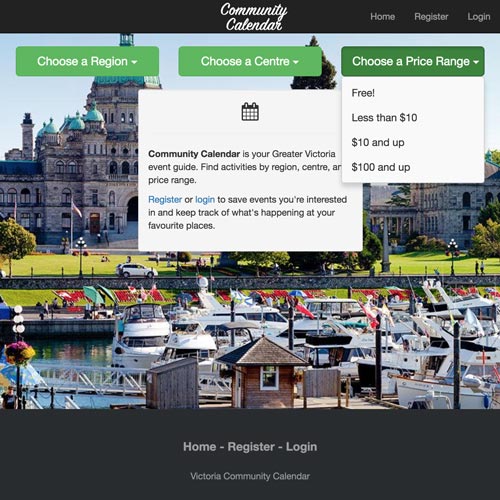 Community
Calendar
Home Register Login
Choose a Region
Choose a Centre
Choose a Price Range
Free!
Less than $10
$10 and up
$100 and up
Community Calendar is your Greater Victoria
event guide. Find activities by region, centre,
price range.
Register or login to save events you're interested
in and keep track of what's happening at your
favourite places.
Home - Register - Login
Victoria Community Calendar